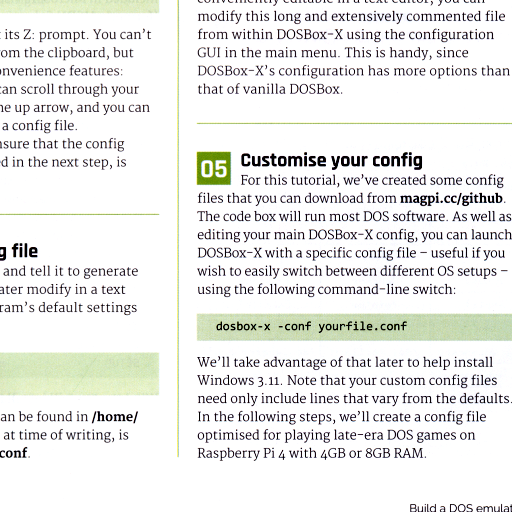 its Z: prompt. You can't
om the clipboard, but
nvenience features:
can scroll through your
e up arrow, and you can
a config file.
nsure that the config
d in the next step, is
g file
and tell it to generate
ater modify in a text
ram's default settings
an be found in /home/
at time of writing, is
conf.
conveniently editable in a text editor, you can
modify this long and extensively commented file
from within DOSBox-X using the configuration
GUI in the main menu. This is handy, since
DOSBox-X's configuration has more options than
that of vanilla DOSBox.
05 Customise your config
For this tutorial, we've created some config
files that you can download from magpi.cc/github.
The code box will run most DOS software. As well as
editing your main DOSBox-X config, you can launch
DOSBox-X with a specific config file – useful if you
wish to easily switch between different OS setups –
using the following command-line switch:
dosbox-x -conf yourfile.conf
We'll take advantage of that later to help install
Windows 3.11. Note that your custom config files
need only include lines that vary from the defaults.
In the following steps, we'll create a config file
optimised for playing late-era DOS games on
Raspberry Pi 4 with 4GB or 8GB RAM.
Build a DOS emulat